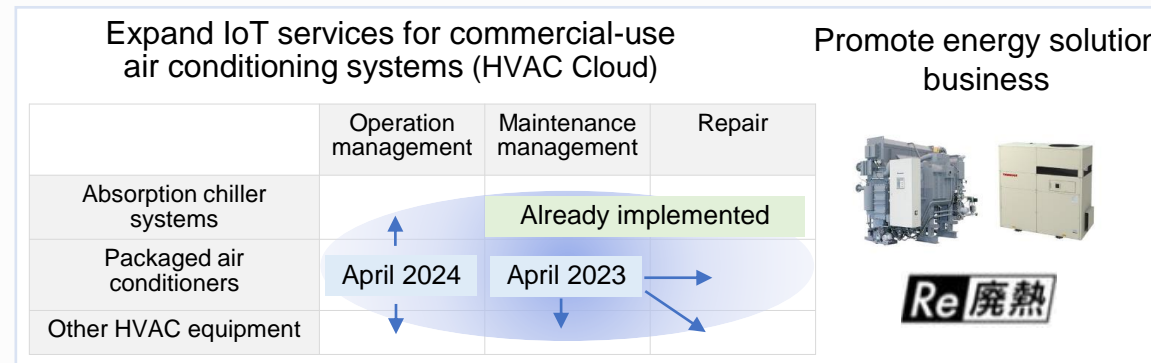 Expand IoT services for commercial-use
air conditioning systems (HVAC Cloud)
Operation
management
Maintenance
management
Repair
Absorption chiller
systems
Already implemented
Packaged air
conditioners
April 2024
April 2023
Other HVAC equipment
Promote energy solution
business
Re廃熱